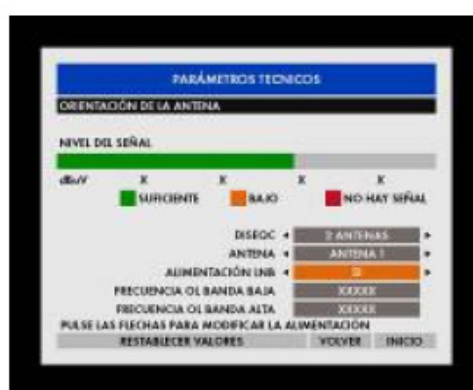 PARÁMETROS TECNICOS
ORIENTACIÓN DE LA ANTENA
NIVEL DEL SEÑAL
dBuV X X X X
SUFICIENTE BAJO NO HAY SEÑAL
DISEQC 2 ANTENAS
ANTENA ANTENA 1
ALIMENTACIÓN LNB SI
FRECUENCIA OL BANDA BAJA XXXXX
FRECUENCIA OL BANDA ALTA XXXXX
PULSE LAS FLECHAS PARA MODIFICAR LA ALIMENTACIÓN
RESTABLECER VALORES VOLVER INICIO